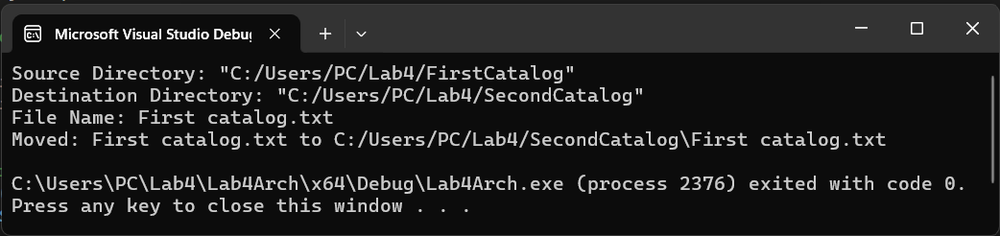 Microsoft Visual Studio Debug
Source Directory: "C:/Users/PC/Lab4/FirstCatalog"
Destination Directory: "C:/Users/PC/Lab4/SecondCatalog"
File Name: First catalog.txt
Moved: First catalog.txt to C:/Users/PC/Lab4/SecondCatalog\First catalog.txt
C:\Users\PC\Lab4\Lab4Arch\x64\Debug\Lab4Arch.exe (process 2376) exited with code 0.
Press any key to close this window . . .